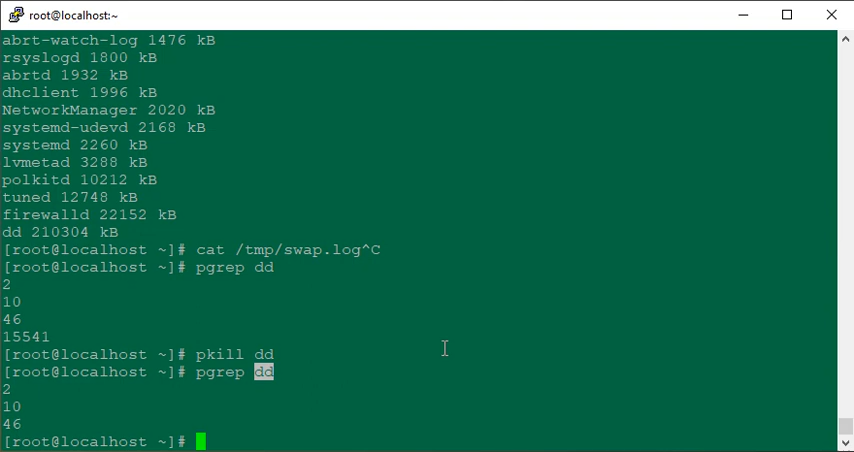 root@localhost:~
abrt-watch-log 1476 kB
rsyslogd 1800 kB
abrtd 1932 kB
dhclient 1996 kB
NetworkManager 2020 kB
systemd-udevd 2168 kB
systemd 2260 kB
lvmetad 3288 kB
polkitd 10212 kB
tuned 12748 kB
firewalld 22152 kB
dd 210304 kB
[root@localhost ~]# cat /tmp/swap.log^C
[root@localhost ~]# pgrep dd
2
10
46
15541
[root@localhost ~]# pkill dd
[root@localhost ~]# pgrep dd
2
10
46
[root@localhost ~]#